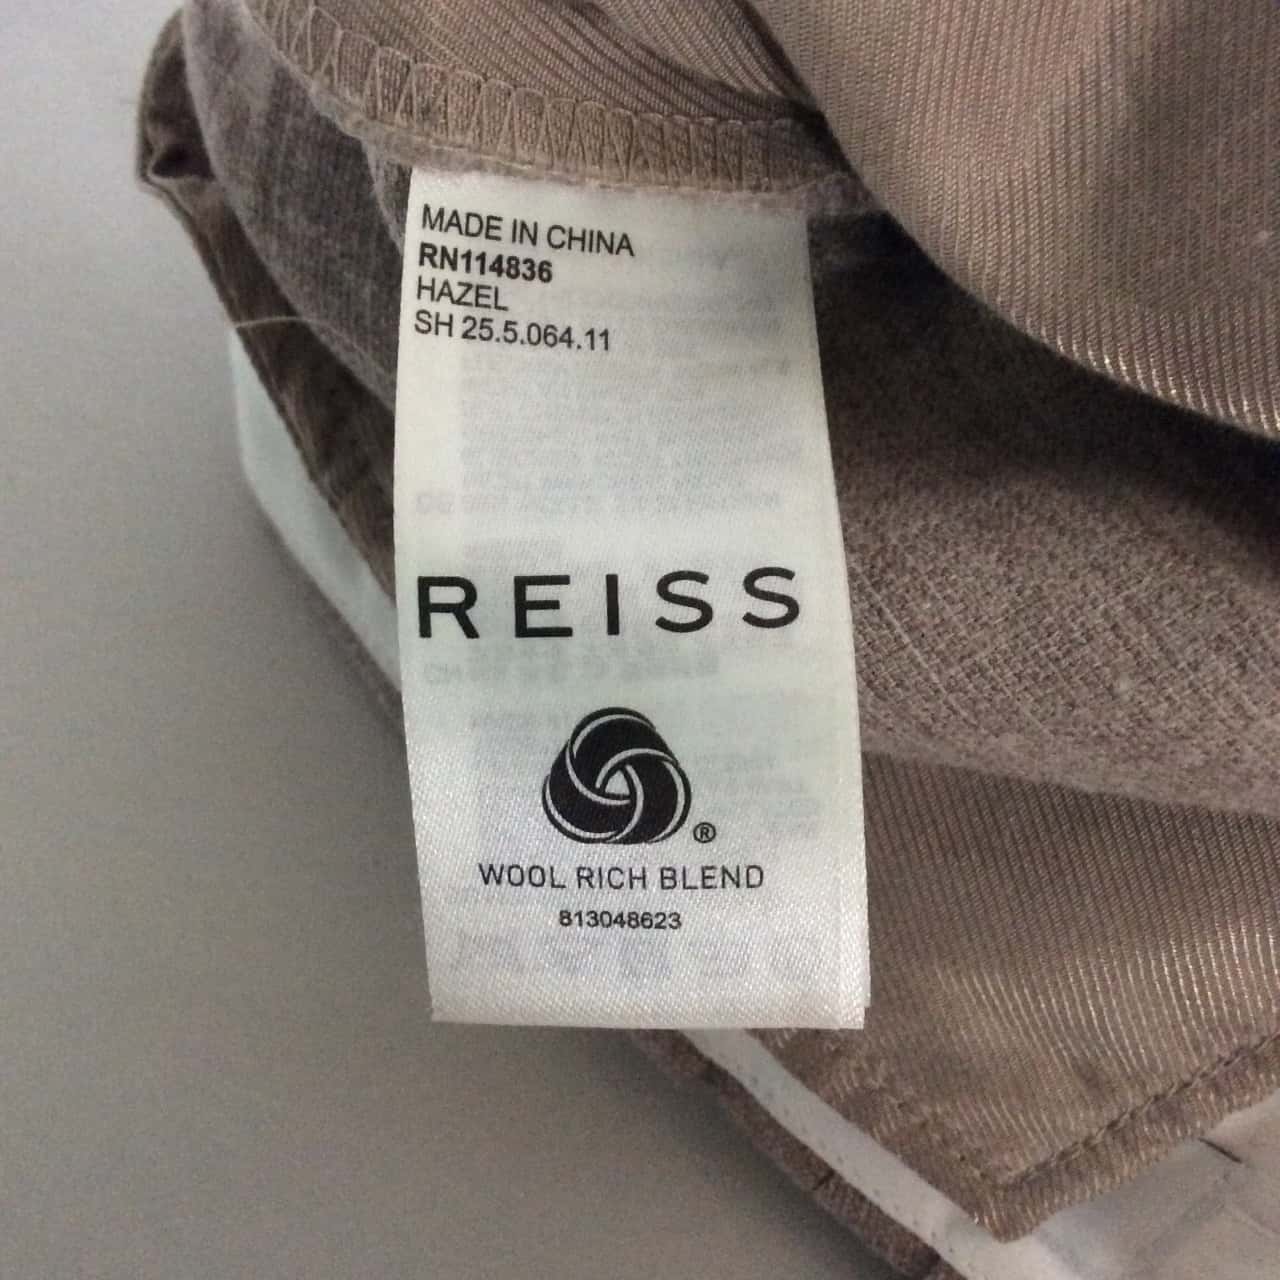 MADE IN CHINA
RN114836
HAZEL
SH 25.5.064.11
REISS
®
WOOL RICH BLEND
813048623